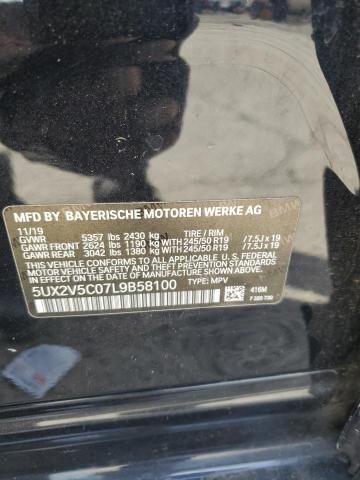 MFD BY BAYERISCHE MOTOREN WERKE AG
11/19
GVWR 5357 lbs 2430 kg TIRE / RIM
GAWR FRONT 2624 lbs 1190 kg WITH 245/50 R19 /7.5J x 19
GAWR REAR 3042 lbs 1380 kg WITH 245/50 R19 /7.5J x 19
THIS VEHICLE CONFORMS TO ALL APPLICABLE U.S. FEDERAL
MOTOR VEHICLE SAFETY, BUMPER, AND THEFT PREVENTION STANDARDS
IN EFFECT ON THE DATE OF MANUFACTURE SHOWN ABOVE.
5UX2V5C07L9B58100 TYPE: MPV 416M